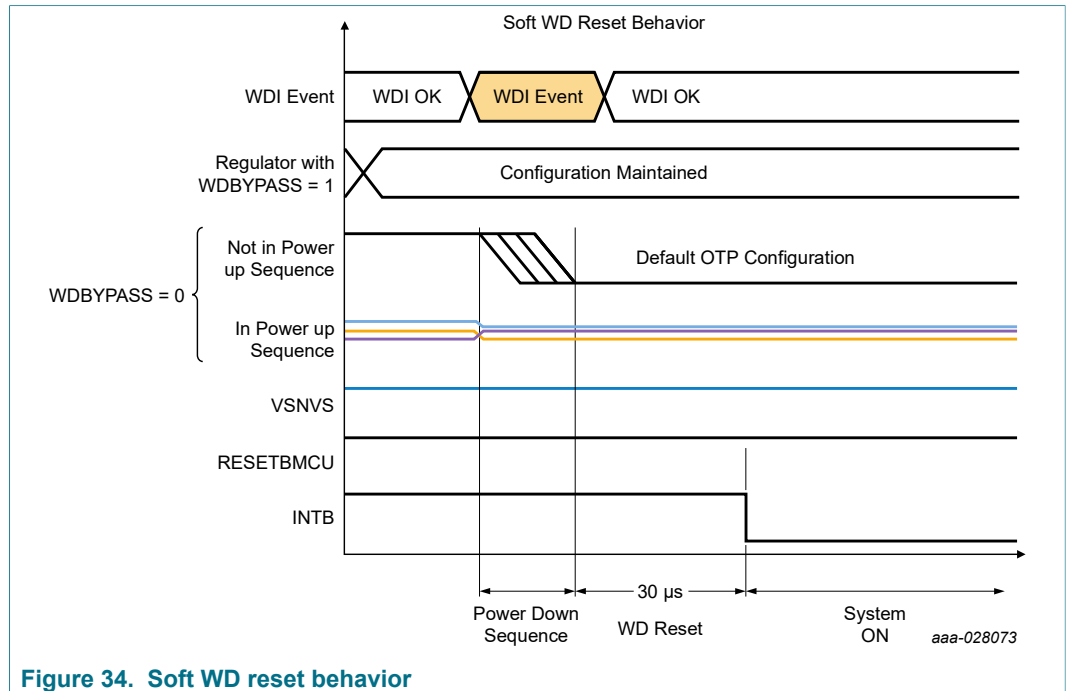 Soft WD Reset Behavior
WDI Event
WDI OK
WDI Event
WDI OK
Regulator with
WDBYPASS = 1
Configuration Maintained
WDBYPASS = 0
Not in Power
up Sequence
Default OTP Configuration
In Power up
Sequence
VSNVS
RESETBMCU
INTB
30 µs
Power Down
Sequence
WD Reset
System
ON
aaa-028073
Figure 34. Soft WD reset behavior